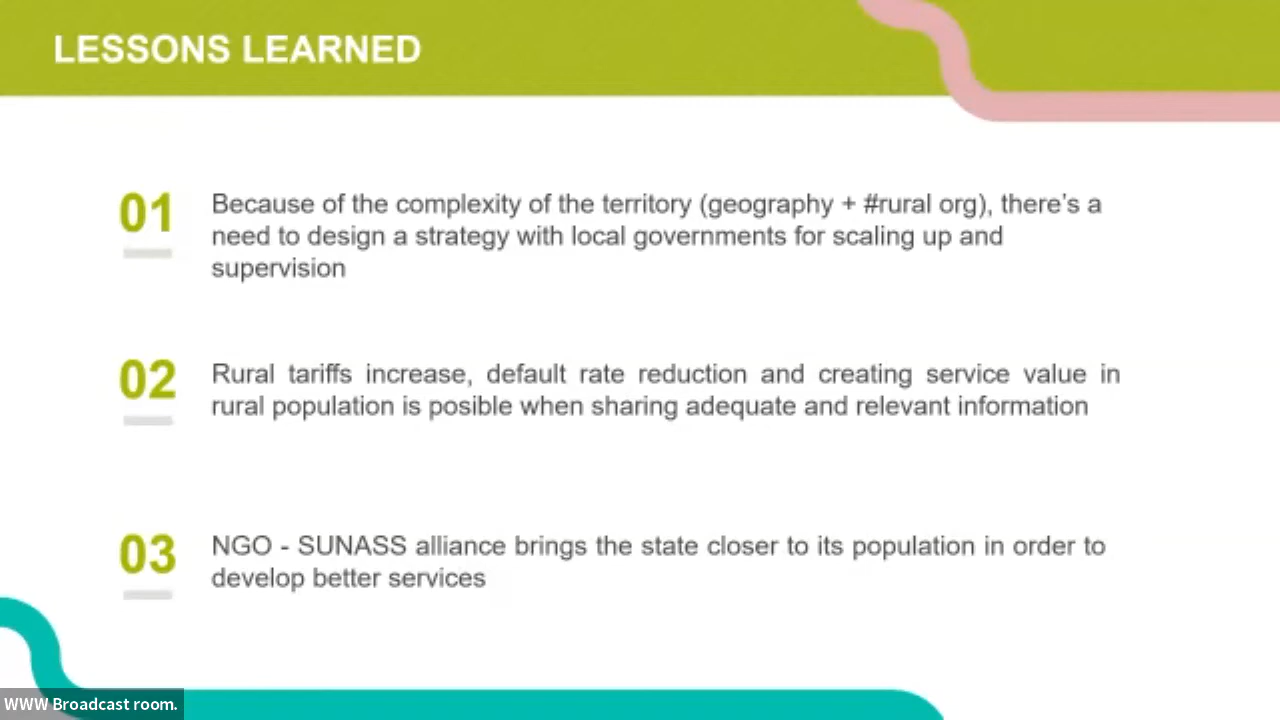 LESSONS LEARNED
01
Because of the complexity of the territory (geography + #rural org), there's a
need to design a strategy with local governments for scaling up and
supervision
02
Rural tariffs increase, default rate reduction and creating service value in
rural population is posible when sharing adequate and relevant information
03
NGO - SUNASS alliance brings the state closer to its population in order to
develop better services
WWW Broadcast room.